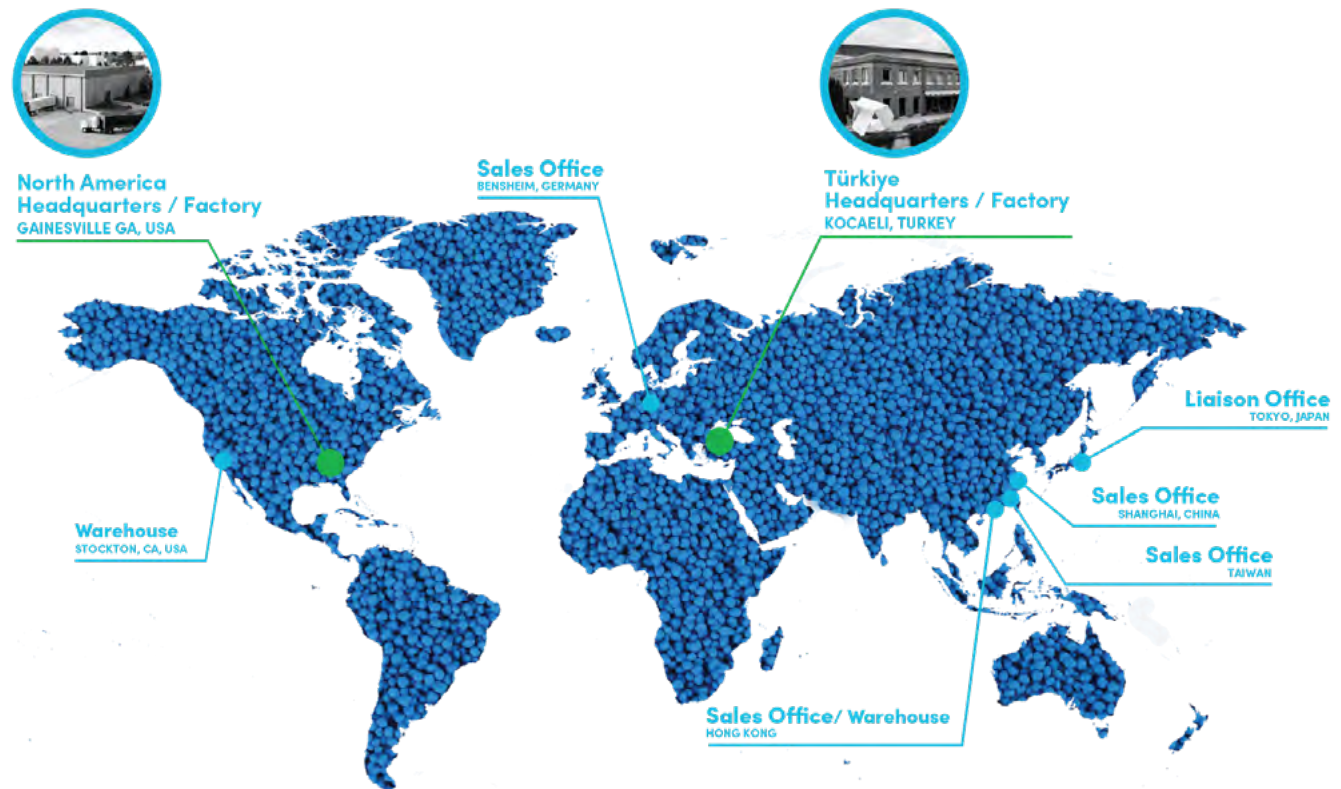 North America
Headquarters / Factory
GAINESVILLE GA, USA
Sales Office
BENSHEIM, GERMANY
Türkiye
Headquarters / Factory
KOCAELI, TURKEY
Liaison Office
TOKYO, JAPAN
Sales Office
SHANGHAI, CHINA
Warehouse
STOCKTON, CA, USA
Sales Office
TAIWAN
Sales Office/ Warehouse
HONG KONG